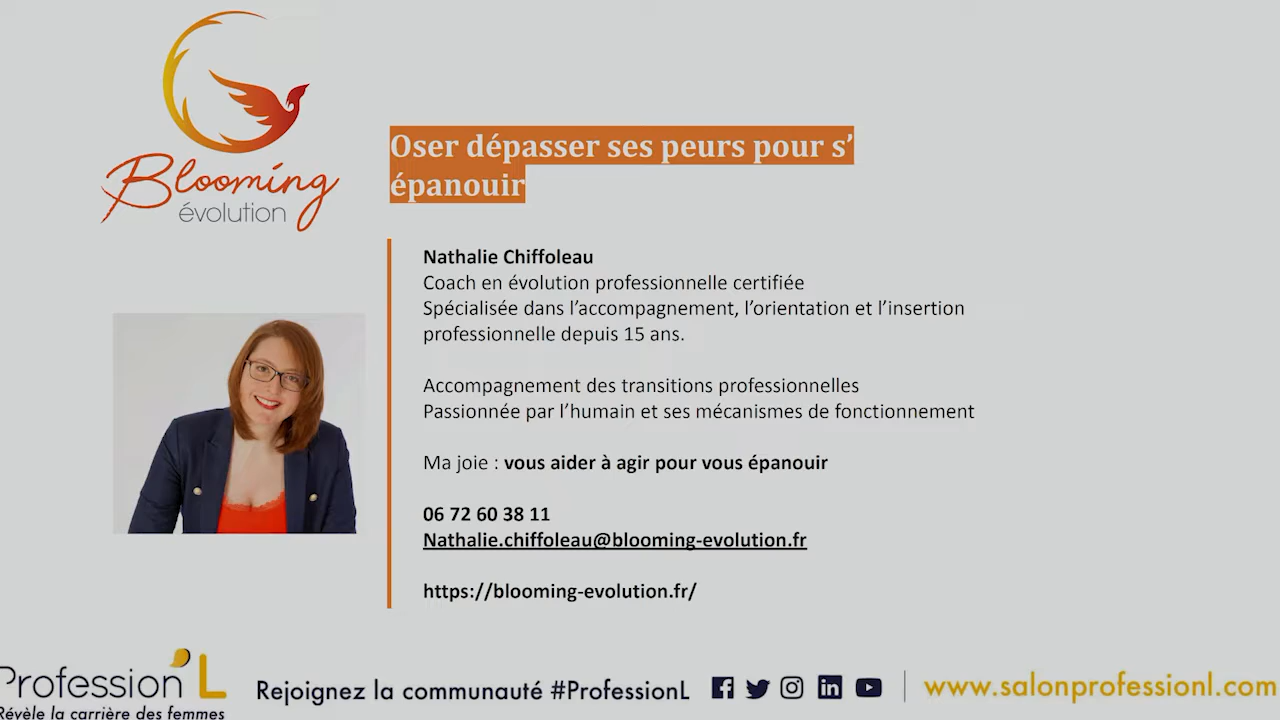 Blooming
évolution
Oser dépasser ses peurs pour s’
épanouir
Nathalie Chiffoleau
Coach en évolution professionnelle certifiée
Spécialisée dans l’accompagnement, l’orientation et l’insertion
professionnelle depuis 15 ans.
Accompagnement des transitions professionnelles
Passionnée par l’humain et ses mécanismes de fonctionnement
Ma joie : vous aider à agir pour vous épanouir
06 72 60 38 11
Nathalie.chiffoleau@blooming-evolution.fr
https://blooming-evolution.fr/
Profession'L
Révèle la carrière des femmes
Rejoignez la communauté #ProfessionL
www.salonprofessionl.com